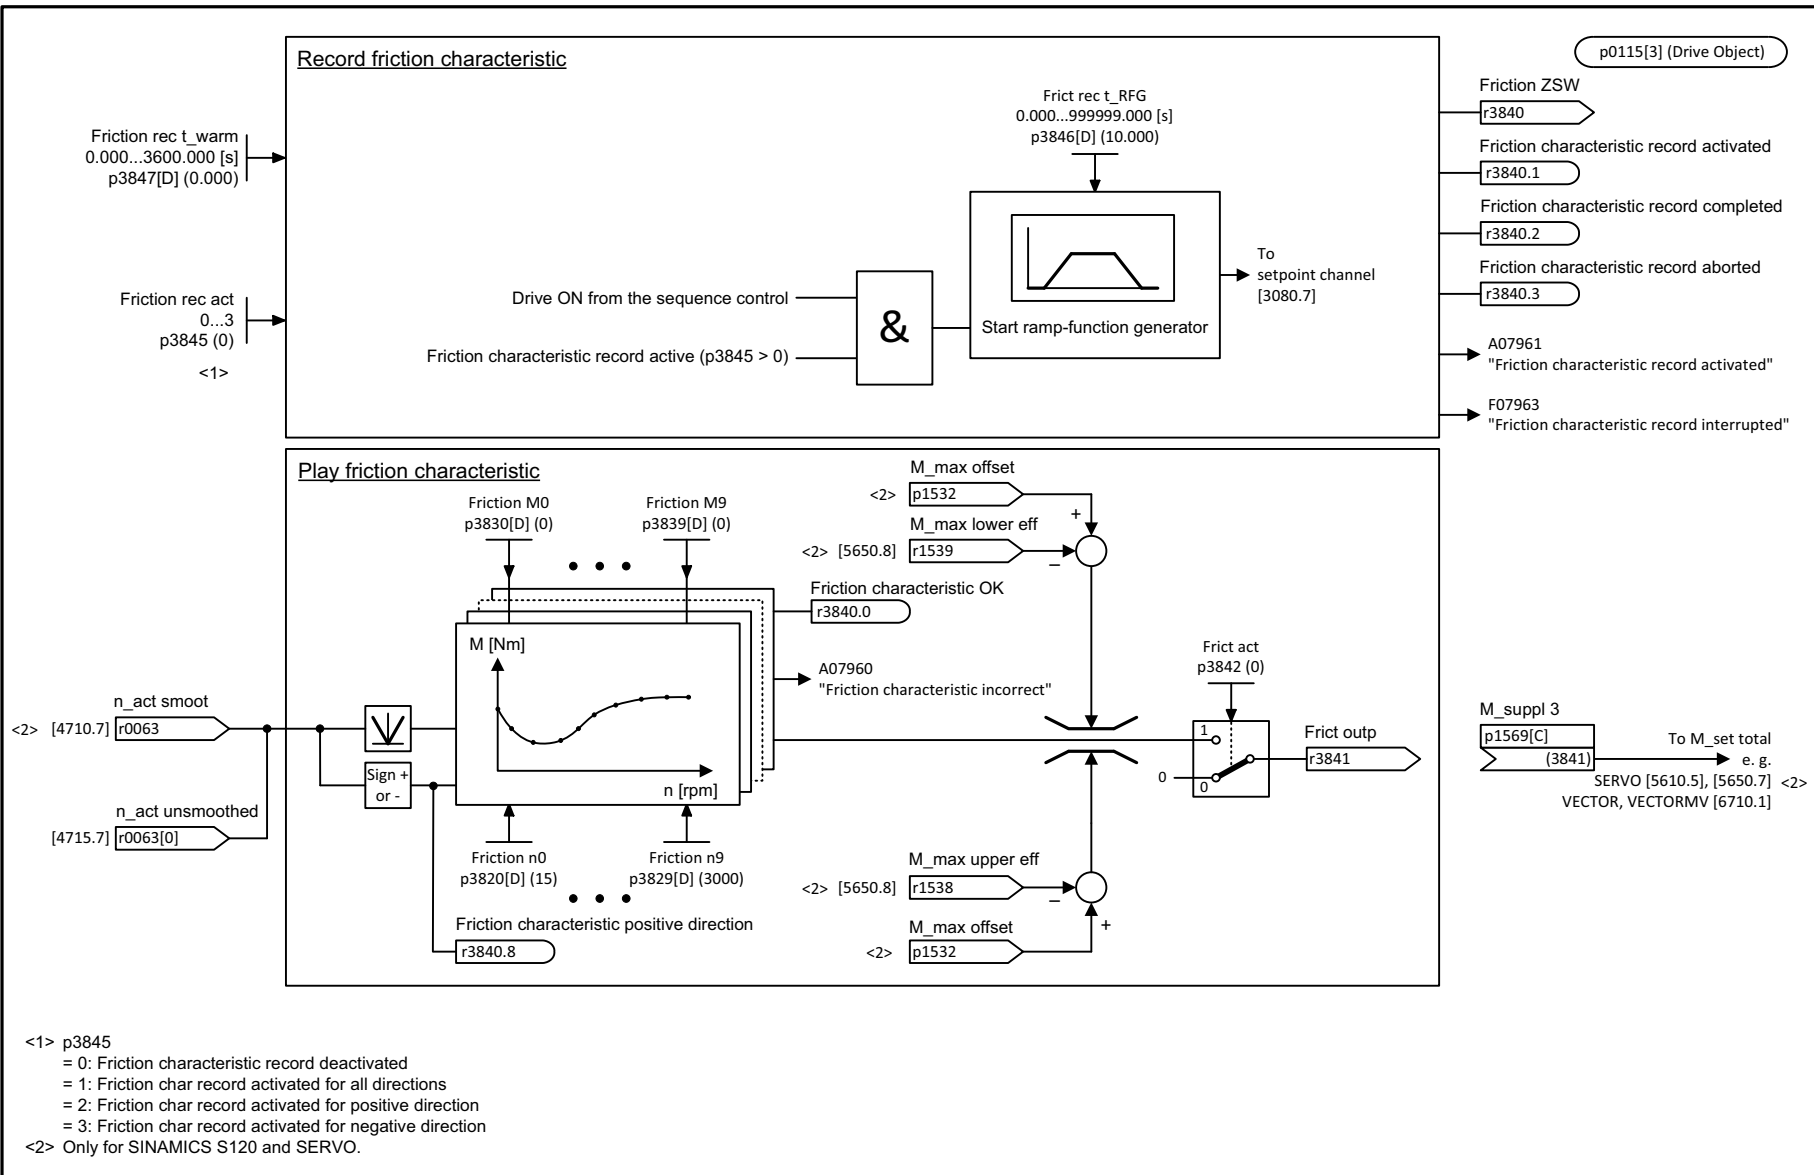 Record friction characteristic
p0115[3] (Drive Object)
Friction rec t_warm
0.000...3600.000 [s]
p3847[D] (0.000)
Friction rec act
0...3
p3845 (0)
<1>
Frict rec t_RFG
0.000...999999.000 [s]
p3846[D] (10.000)
Drive ON from the sequence control
Friction characteristic record active (p3845 > 0)
&
Start ramp-function generator
To
setpoint channel
[3080.7]
Friction ZSW
r3840
Friction characteristic record activated
r3840.1
Friction characteristic record completed
r3840.2
Friction characteristic record aborted
r3840.3
A07961
"Friction characteristic record activated"
F07963
"Friction characteristic record interrupted"
Play friction characteristic
Friction M0
p3830[D] (0)
Friction M9
p3839[D] (0)
M_max offset
<2> p1532
+
M_max lower eff
<2> [5650.8] r1539
–
Friction characteristic OK
r3840.0
A07960
"Friction characteristic incorrect"
M [Nm]
n [rpm]
n_act smoot
<2> [4710.7] r0063
Sign +
or -
n_act unsmoothed
[4715.7] r0063[0]
Friction n0
p3820[D] (15)
Friction n9
p3829[D] (3000)
Friction characteristic positive direction
r3840.8
M_max upper eff
<2> [5650.8] r1538
–
M_max offset
<2> p1532
+
Frict act
p3842 (0)
1
0
0
Frict outp
r3841
M_suppl 3
p1569[C]
(3841)
To M_set total
e. g.
SERVO [5610.5], [5650.7] <2>
VECTOR, VECTORMV [6710.1]
<1> p3845
= 0: Friction characteristic record deactivated
= 1: Friction char record activated for all directions
= 2: Friction char record activated for positive direction
= 3: Friction char record activated for negative direction
<2> Only for SINAMICS S120 and SERVO.